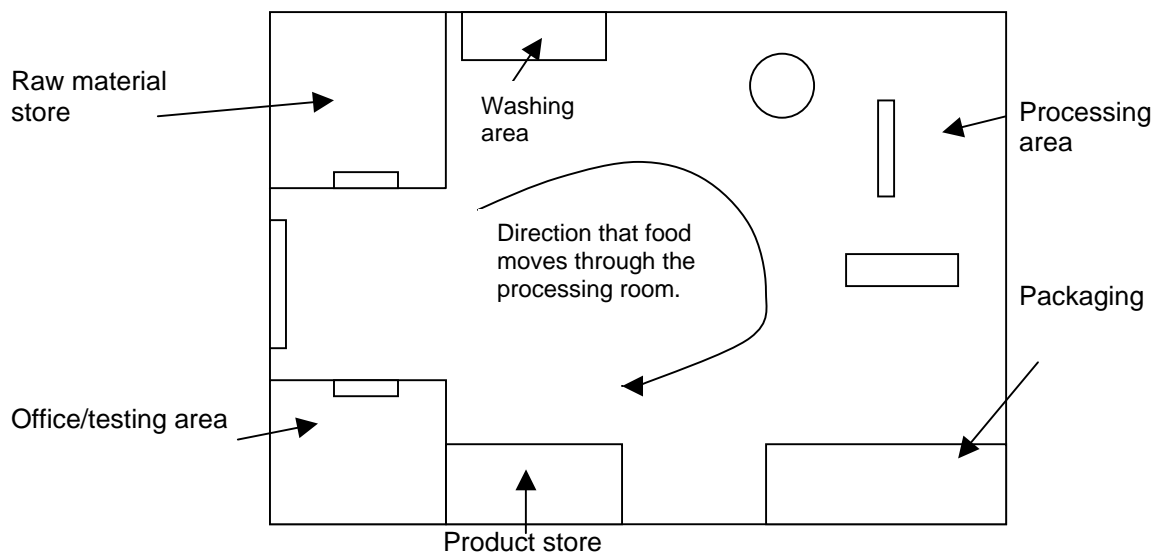 Raw material
store
Washing
area
Processing
area
Direction that food
moves through the
processing room.
Packaging
Office/testing area
Product store